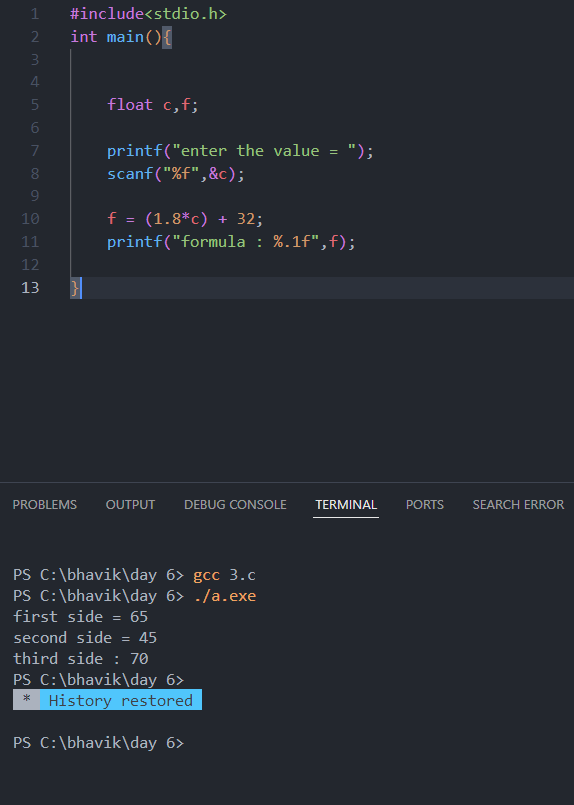 1 #include<stdio.h>
2 int main(){
3
4
5 float c,f;
6
7 printf("enter the value = ");
8 scanf("%f",&c);
9
10 f = (1.8*c) + 32;
11 printf("formula : %.1f",f);
12
13 }
PROBLEMS OUTPUT DEBUG CONSOLE TERMINAL PORTS SEARCH ERROR
PS C:\bhavik\day 6> gcc 3.c
PS C:\bhavik\day 6> ./a.exe
first side = 65
second side = 45
third side : 70
PS C:\bhavik\day 6>
* History restored
PS C:\bhavik\day 6>